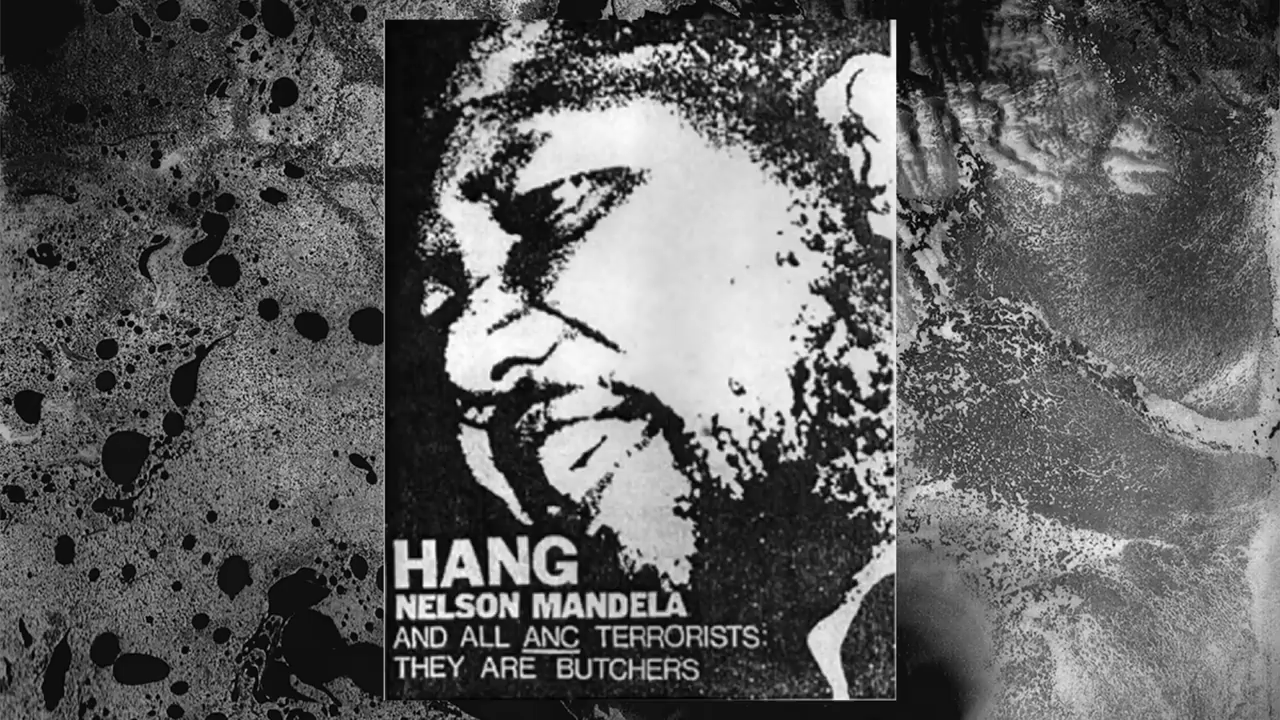 HANG
NELSON MANDELA
AND ALL ANC TERRORISTS:
THEY ARE BUTCHERS